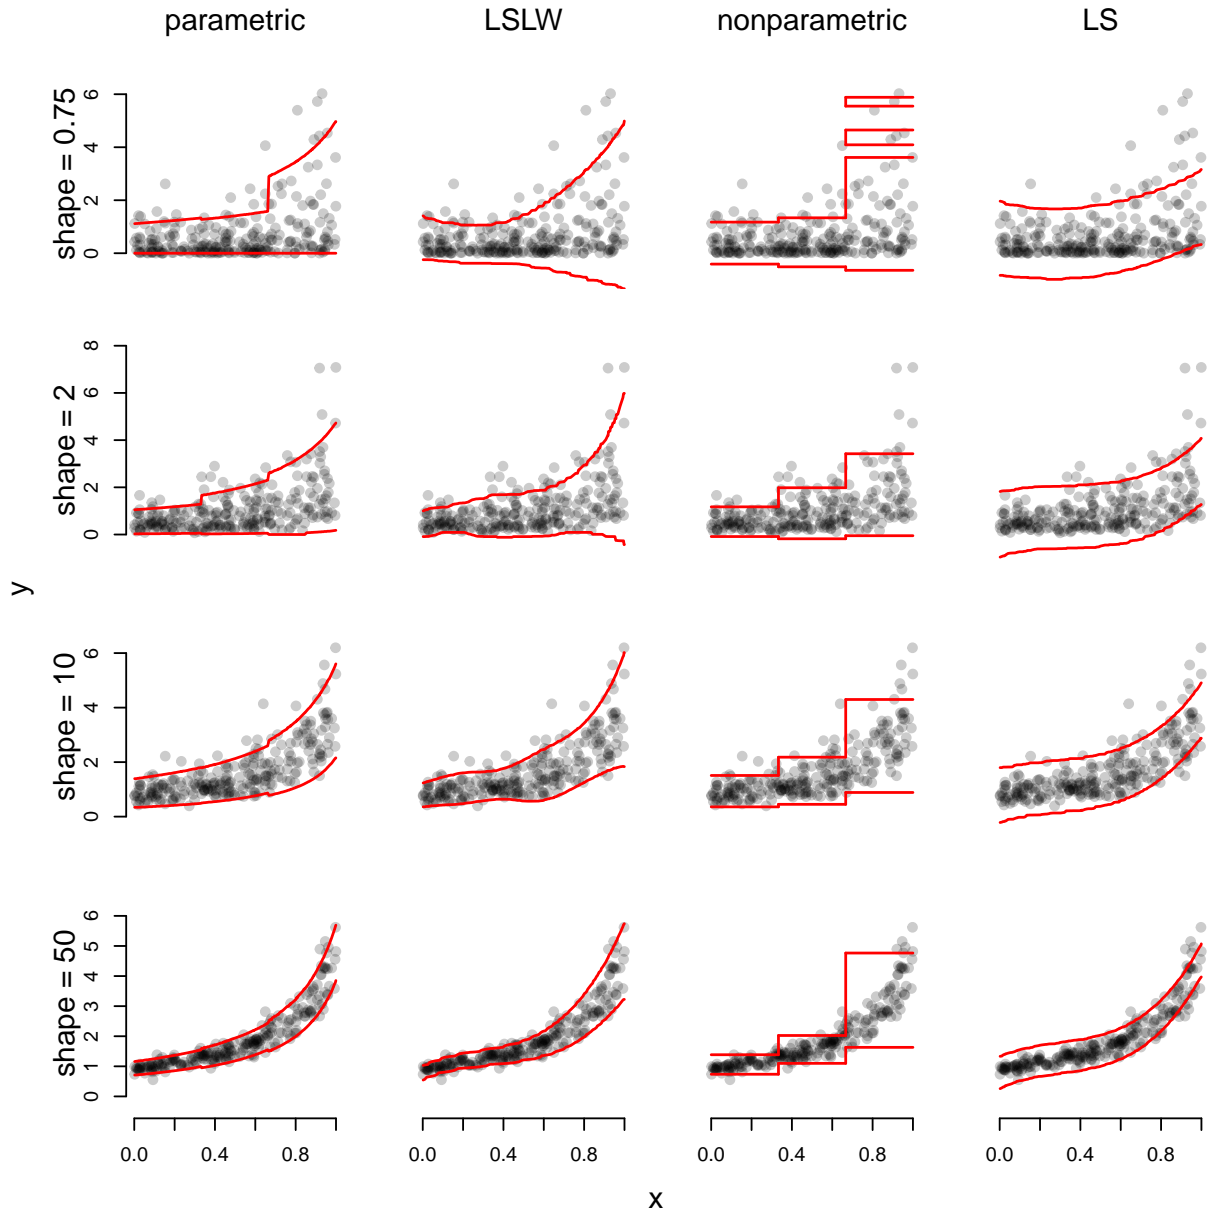 parametric LSLW nonparametric LS
shape = 0.75
0 2 4 6
shape = 2
0 2 4 6 8
y
shape = 10
0 2 4 6
shape = 50
0 1 2 3 4 5 6
0.0 0.4 0.8 0.0 0.4 0.8 0.0 0.4 0.8 0.0 0.4 0.8
x